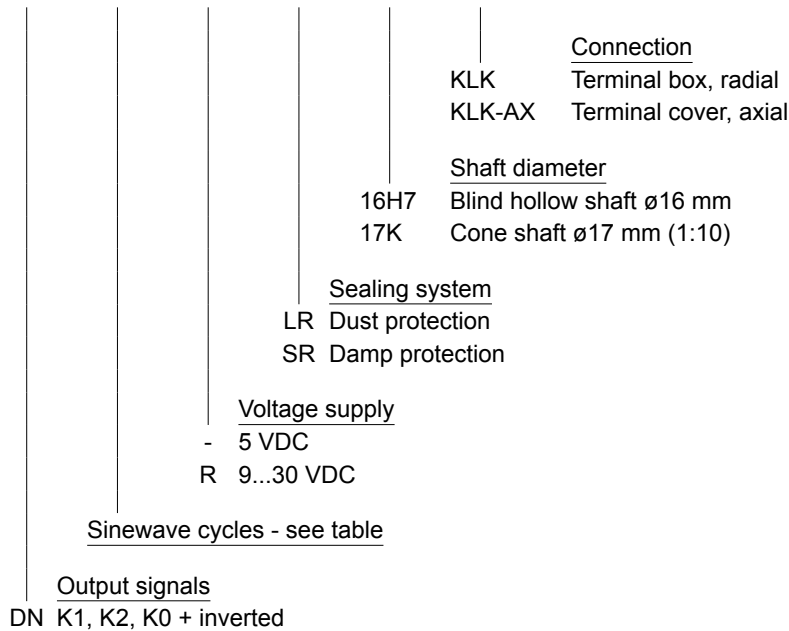 Connection
KLK Terminal box, radial
KLK-AX Terminal cover, axial
Shaft diameter
16H7 Blind hollow shaft ø16 mm
17K Cone shaft ø17 mm (1:10)
Sealing system
LR Dust protection
SR Damp protection
Voltage supply
- 5 VDC
R 9...30 VDC
Sinewave cycles - see table
Output signals
DN K1, K2, K0 + inverted